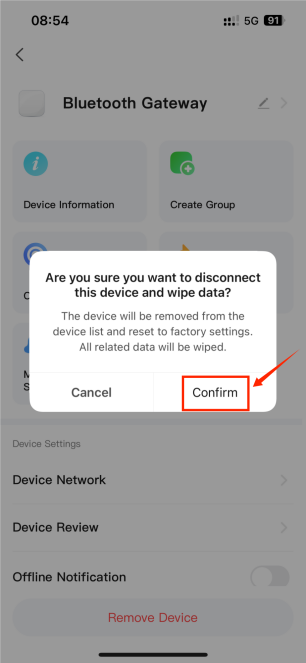 08:54
5G 91
Bluetooth Gateway
Device Information
Create Group
Are you sure you want to disconnect
this device and wipe data?
The device will be removed from the
device list and reset to factory settings.
All related data will be wiped.
Cancel
Confirm
Device Settings
Device Network
Device Review
Offline Notification
Remove Device